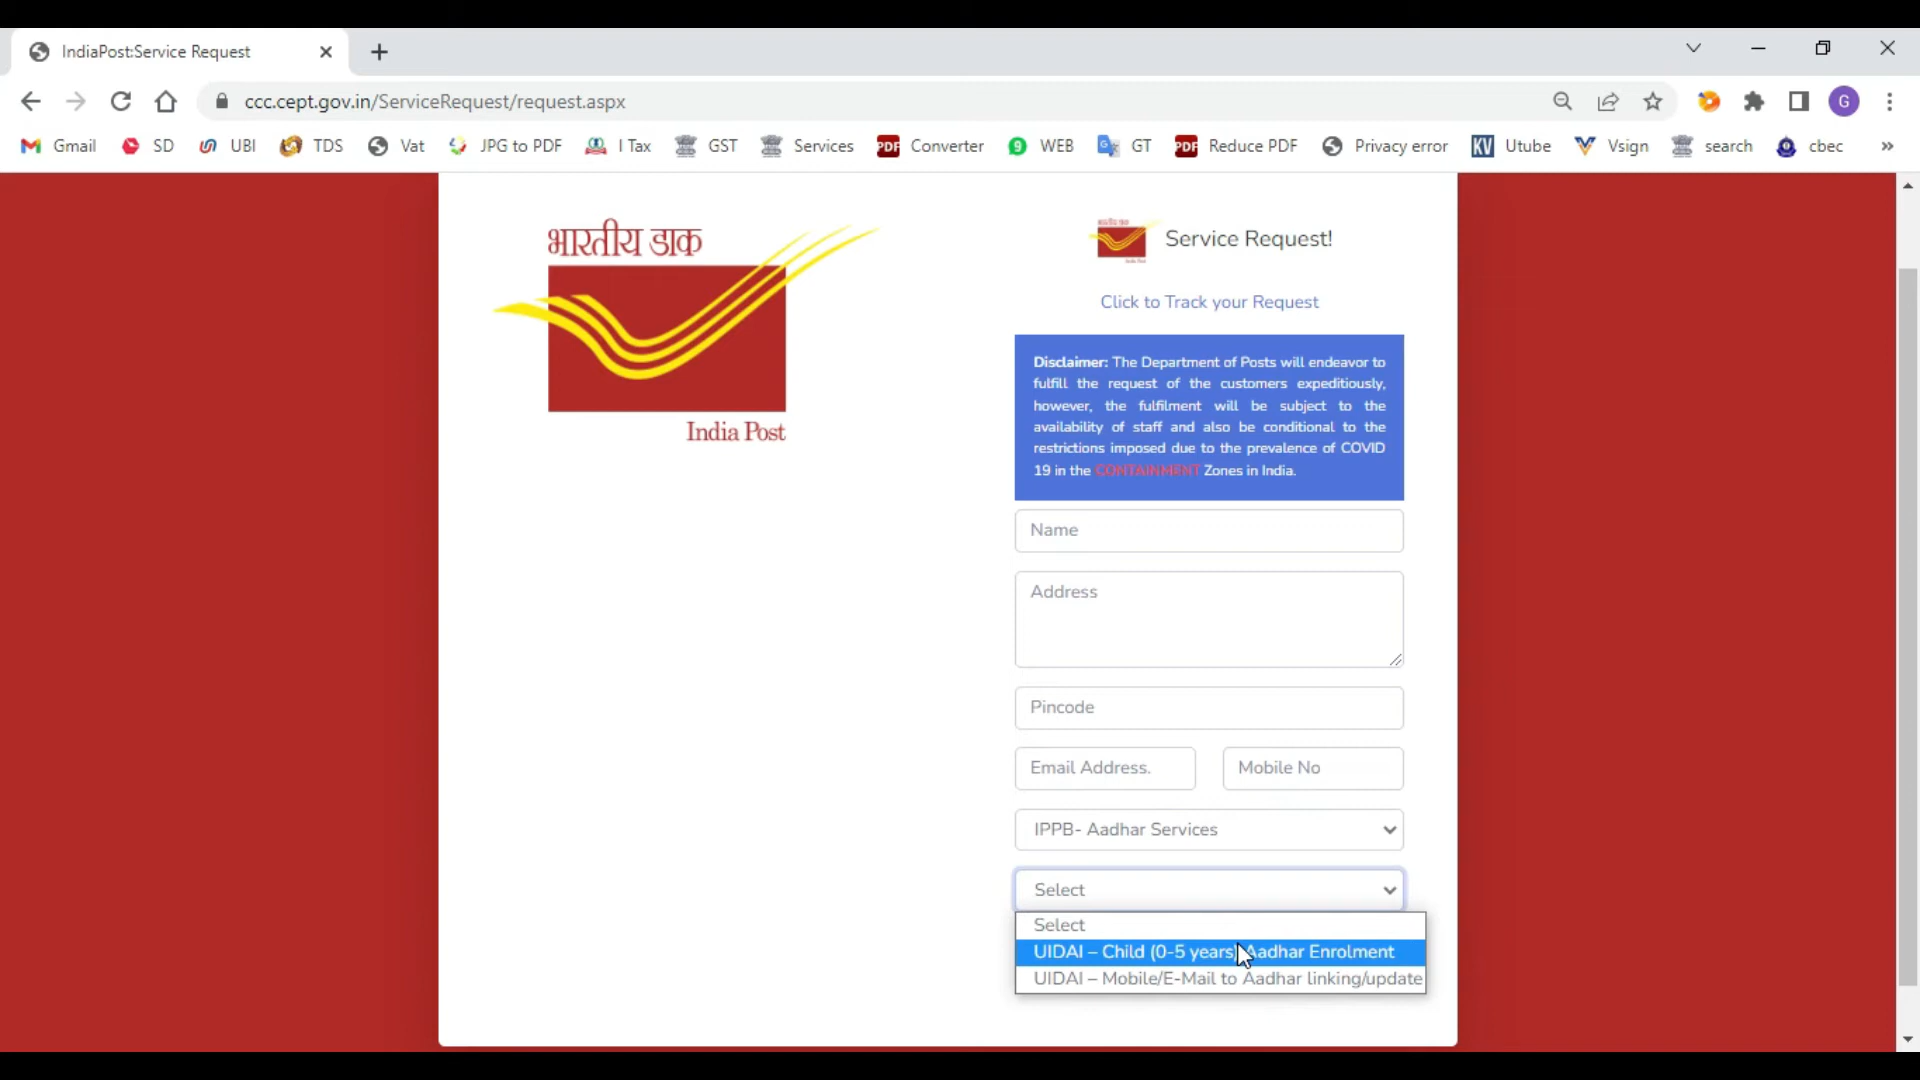 IndiaPost:Service Request
ccc.cept.gov.in/ServiceRequest/request.aspx
G
Gmail SD UBI TDS Vat JPG to PDF I Tax GST Services PDF Converter 9 WEB GT PDF Reduce PDF Privacy error KV Utube Vsign search cbec »
भारतीय डाक
India Post
Service Request!
Click to Track your Request
Disclaimer: The Department of Posts will endeavor to
fulfill the request of the customers expeditiously,
however, the fulfilment will be subject to the
availability of staff and also be conditional to the
restrictions imposed due to the prevalence of COVID
19 in the CONTAINMENT Zones in India.
Name
Address
Pincode
Email Address. Mobile No
IPPB- Aadhar Services
Select
Select
UIDAI – Child (0-5 years) Aadhar Enrolment
UIDAI – Mobile/E-Mail to Aadhar linking/update